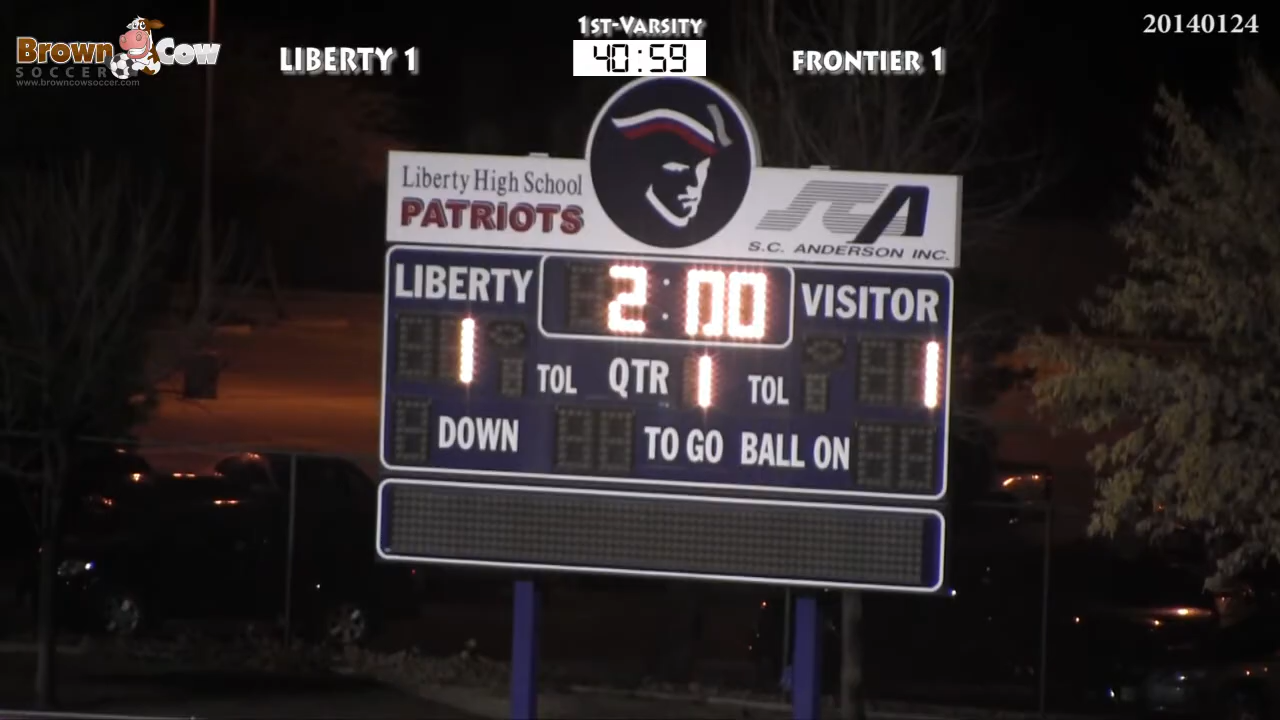 Brown Cow
SOCCER
www.browncowsoccer.com
LIBERTY 1
1ST-VARSITY
40:59
FRONTIER 1
20140124
Liberty High School
PATRIOTS
S.C. ANDERSON INC.
LIBERTY 2:00 VISITOR
1 TOL QTR 1 TOL 1
DOWN TO GO BALL ON